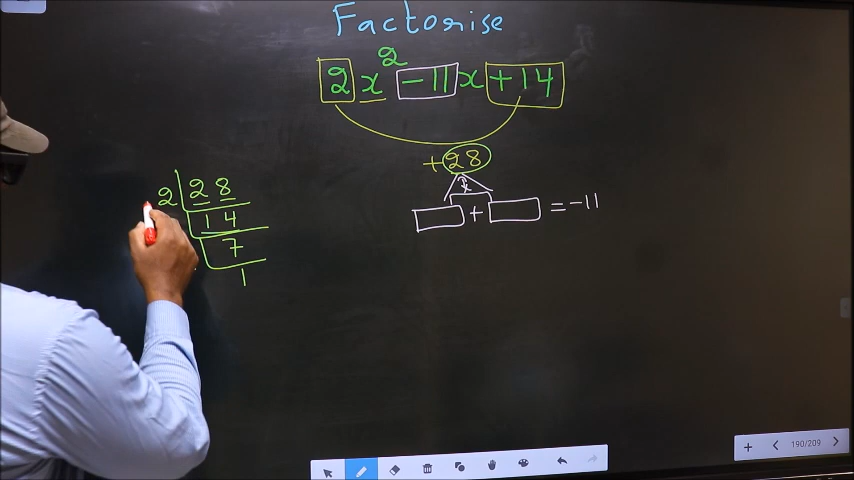 Factorise
2x² -11x +14
+28
x
+ = -11
2 28
14
7
1
190/209